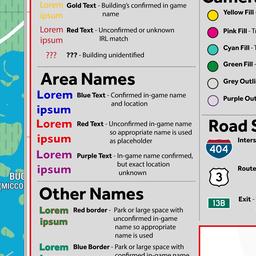 Lorem
ipsum
Gold Text - Building's confirmed in game
name
Lorem
ipsum
Red Text - Unconfirmed or unknown
IRL match
???
??? - Building unidentified
Area Names
Lorem
ipsum
Blue Text - Confirmed in-game name
and location
Lorem
ipsum
Red Text - Unconfirmed in-game name
so appropriate name is used
as placeholder
Lorem
ipsum
Purple Text - In-game name confirmed,
but exact location
unknown
Other Names
Lorem
ipsum
Red border - Park or large space with
unconfirmed in-game
name so appropriate
name is used
Lorem
Blue Border - Park or large space with
confirmed in-game
Yellow Fill
Pink Fill -
Cyan Fill -
Green Fill -
Grey Outli
Purple Out
Road S
404
Inters
3
Route
13B
Exit -
(MICCO